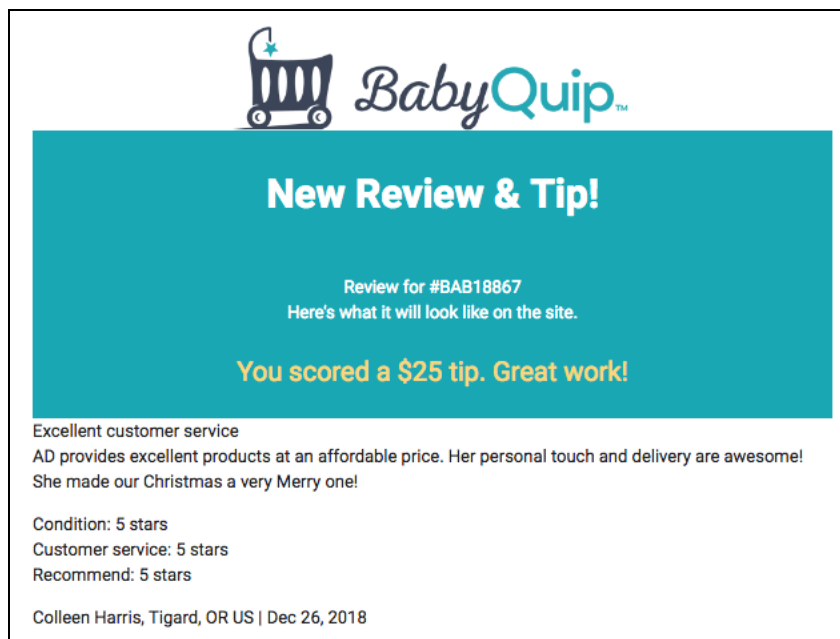 BabyQuip™
New Review & Tip!
Review for #BAB18867
Here's what it will look like on the site.
You scored a $25 tip. Great work!
Excellent customer service
AD provides excellent products at an affordable price. Her personal touch and delivery are awesome!
She made our Christmas a very Merry one!
Condition: 5 stars
Customer service: 5 stars
Recommend: 5 stars
Colleen Harris, Tigard, OR US | Dec 26, 2018